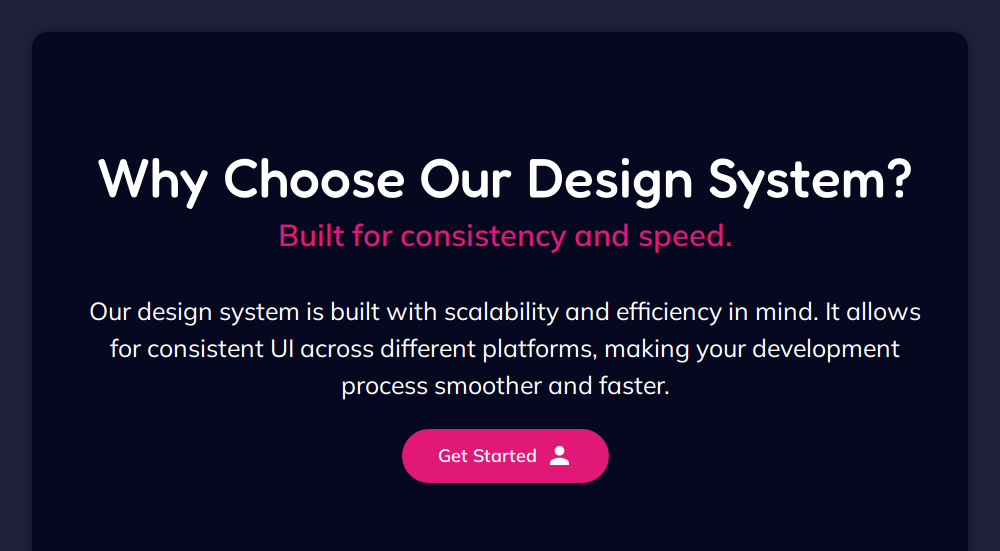 Why Choose Our Design System?
Built for consistency and speed.
Our design system is built with scalability and efficiency in mind. It allows
for consistent UI across different platforms, making your development
process smoother and faster.
Get Started